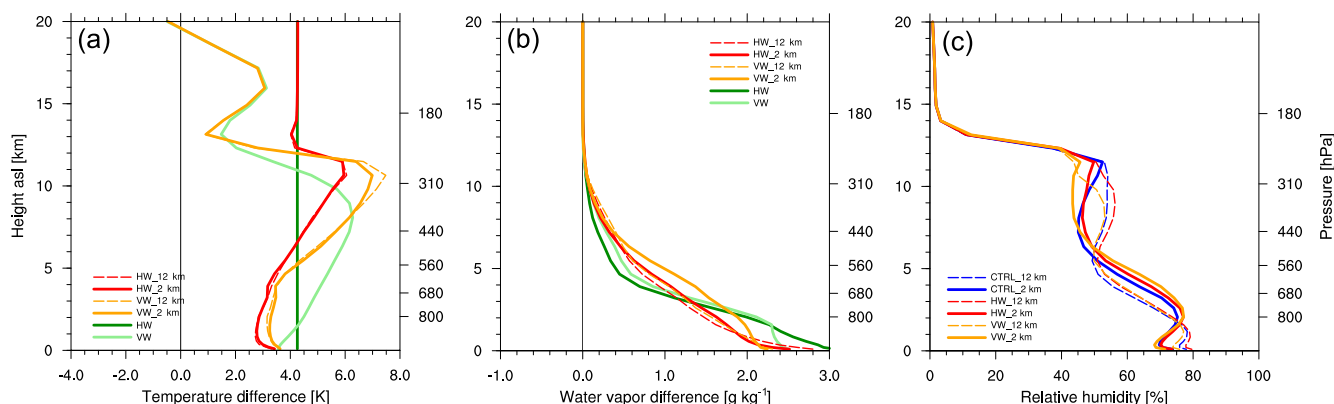 (a)
Height asl [km]
20
15
10
5
0
180
310
440
560
680
800
HW_12 km
HW_2 km
VW_12 km
VW_2 km
HW
VW
-4.0 -2.0 0.0 2.0 4.0 6.0 8.0
Temperature difference [K]
(b)
20
15
10
5
0
180
310
440
560
680
800
HW_12 km
HW_2 km
VW_12 km
VW_2 km
HW
VW
-1.0 0.0 1.0 2.0 3.0
Water vapor difference [g kg⁻¹]
(c)
20
15
10
5
0
180
310
440
560
680
800
Pressure [hPa]
CTRL_12 km
CTRL_2 km
HW_12 km
HW_2 km
VW_12 km
VW_2 km
0 20 40 60 80 100
Relative humidity [%]